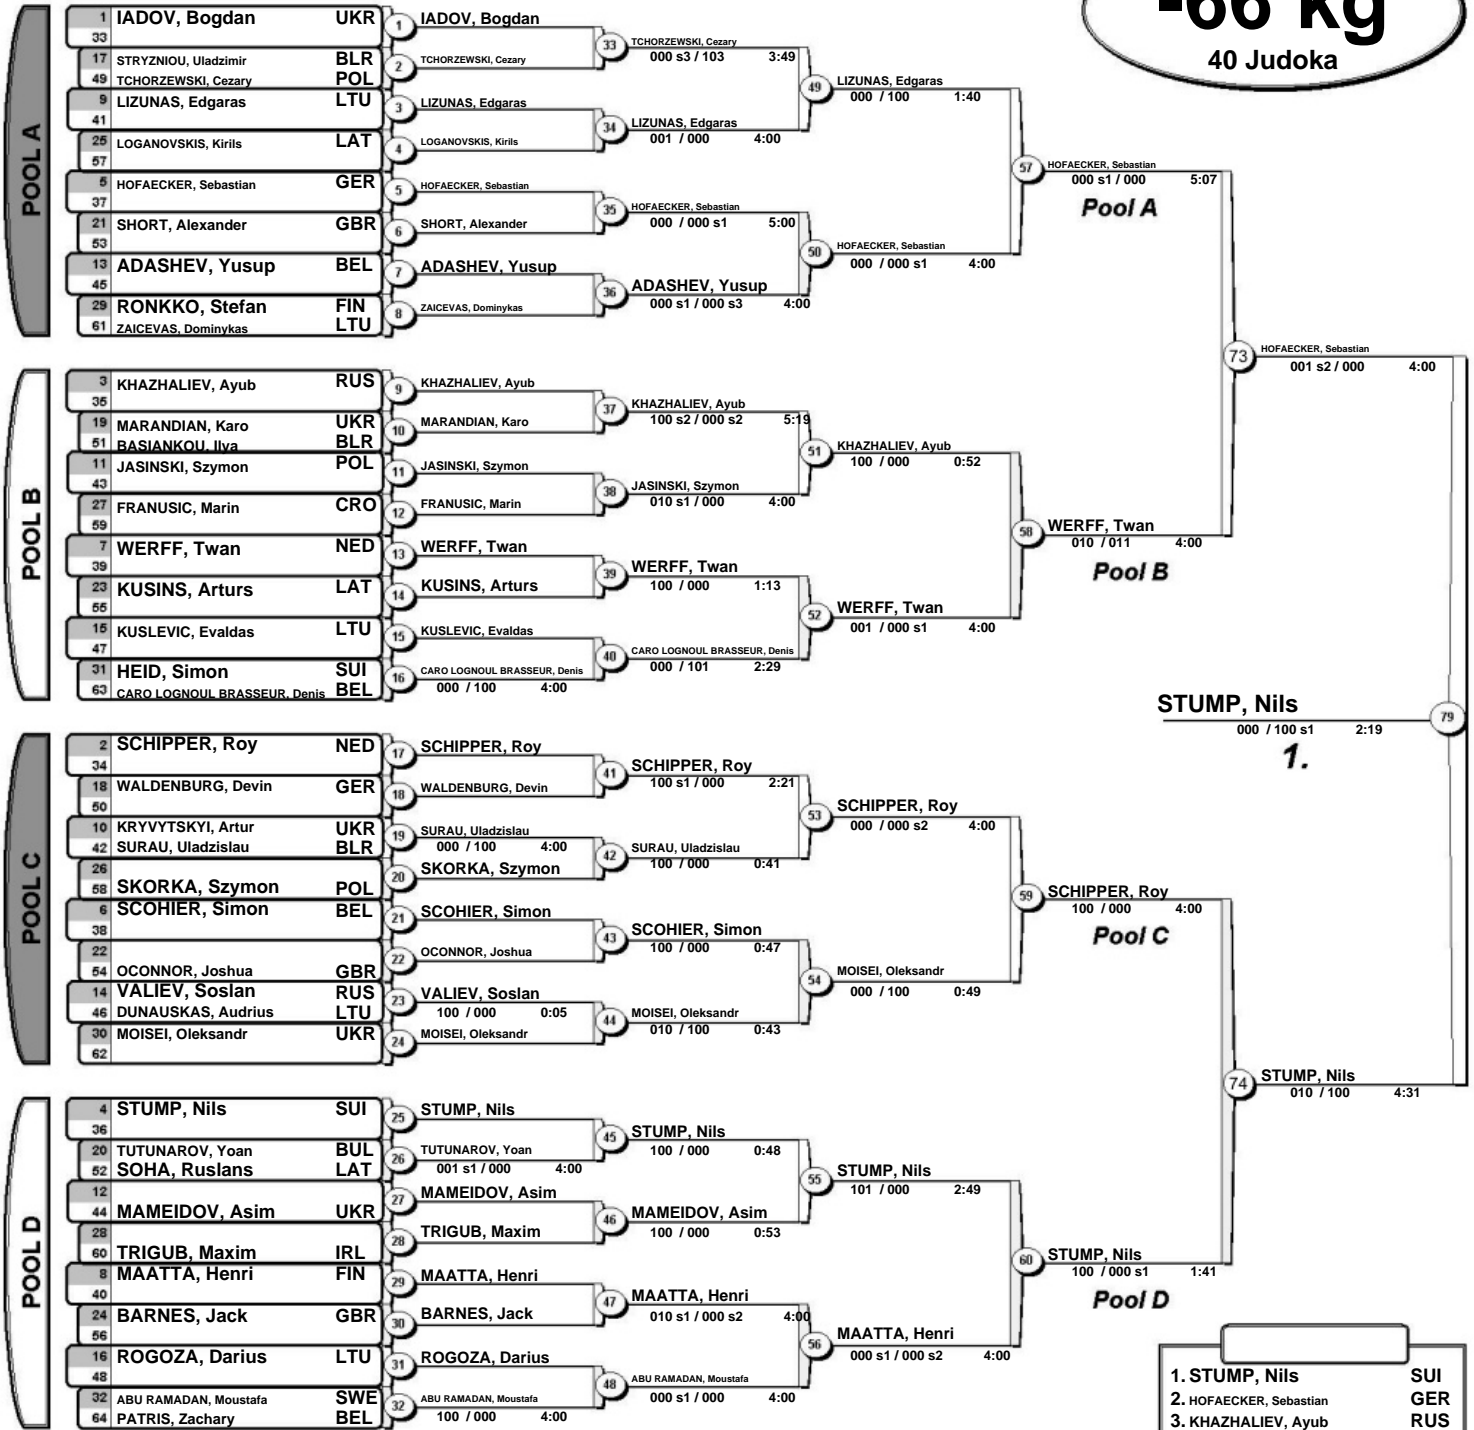 -66 kg
40 Judoka
POOL A
1 IADOV, Bogdan UKR
33
17 STRYZNIOU, Uladzimir BLR
49 TCHORZEWSKI, Cezary POL
9 LIZUNAS, Edgaras LTU
41
25 LOGANOVSKIS, Kirils LAT
57
5 HOFAECKER, Sebastian GER
37
21 SHORT, Alexander GBR
53
13 ADASHEV, Yusup BEL
45
29 RONKKO, Stefan FIN
61 ZAICEVAS, Dominykas LTU
1 IADOV, Bogdan
2 TCHORZEWSKI, Cezary
3 LIZUNAS, Edgaras
4 LOGANOVSKIS, Kirils
5 HOFAECKER, Sebastian
6 SHORT, Alexander
7 ADASHEV, Yusup
8 ZAICEVAS, Dominykas
33 TCHORZEWSKI, Cezary
000 s3 / 103 3:49
34 LIZUNAS, Edgaras
001 / 000 4:00
35 HOFAECKER, Sebastian
000 / 000 s1 5:00
36 ADASHEV, Yusup
000 s1 / 000 s3 4:00
49 LIZUNAS, Edgaras
000 / 100 1:40
50 HOFAECKER, Sebastian
000 / 000 s1 4:00
57 HOFAECKER, Sebastian
000 s1 / 000 5:07
Pool A
POOL B
3 KHAZHALIEV, Ayub RUS
35
19 MARANDIAN, Karo UKR
51 BASIANKOU, Ilya BLR
11 JASINSKI, Szymon POL
43
27 FRANUSIC, Marin CRO
59
7 WERFF, Twan NED
39
23 KUSINS, Arturs LAT
55
15 KUSLEVIC, Evaldas LTU
47
31 HEID, Simon SUI
63 CARO LOGNOUL BRASSEUR, Denis BEL
9 KHAZHALIEV, Ayub
10 MARANDIAN, Karo
11 JASINSKI, Szymon
12 FRANUSIC, Marin
13 WERFF, Twan
14 KUSINS, Arturs
15 KUSLEVIC, Evaldas
16 CARO LOGNOUL BRASSEUR, Denis
000 / 100 4:00
37 KHAZHALIEV, Ayub
100 s2 / 000 s2 5:19
38 JASINSKI, Szymon
010 s1 / 000 4:00
39 WERFF, Twan
100 / 000 1:13
40 CARO LOGNOUL BRASSEUR, Denis
000 / 101 2:29
51 KHAZHALIEV, Ayub
100 / 000 0:52
52 WERFF, Twan
001 / 000 s1 4:00
58 WERFF, Twan
010 / 011 4:00
Pool B
73 HOFAECKER, Sebastian
001 s2 / 000 4:00
STUMP, Nils 79
000 / 100 s1 2:19
1.
POOL C
2 SCHIPPER, Roy NED
34
18 WALDENBURG, Devin GER
50
10 KRYVYTSKYI, Artur UKR
42 SURAU, Uladzislau BLR
26
58 SKORKA, Szymon POL
6 SCOHIER, Simon BEL
38
22
54 OCONNOR, Joshua GBR
14 VALIEV, Soslan RUS
46 DUNAUSKAS, Audrius LTU
30 MOISEI, Oleksandr UKR
62
17 SCHIPPER, Roy
18 WALDENBURG, Devin
19 SURAU, Uladzislau
000 / 100 4:00
20 SKORKA, Szymon
21 SCOHIER, Simon
22 OCONNOR, Joshua
23 VALIEV, Soslan
100 / 000 0:05
24 MOISEI, Oleksandr
41 SCHIPPER, Roy
100 s1 / 000 2:21
42 SURAU, Uladzislau
100 / 000 0:41
43 SCOHIER, Simon
100 / 000 0:47
44 MOISEI, Oleksandr
010 / 100 0:43
53 SCHIPPER, Roy
000 / 000 s2 4:00
54 MOISEI, Oleksandr
000 / 100 0:49
59 SCHIPPER, Roy
100 / 000 4:00
Pool C
POOL D
4 STUMP, Nils SUI
36
20 TUTUNAROV, Yoan BUL
52 SOHA, Ruslans LAT
12
44 MAMEIDOV, Asim UKR
28
60 TRIGUB, Maxim IRL
8 MAATTA, Henri FIN
40
24 BARNES, Jack GBR
56
16 ROGOZA, Darius LTU
48
32 ABU RAMADAN, Moustafa SWE
64 PATRIS, Zachary BEL
25 STUMP, Nils
26 TUTUNAROV, Yoan
001 s1 / 000 4:00
27 MAMEIDOV, Asim
28 TRIGUB, Maxim
29 MAATTA, Henri
30 BARNES, Jack
31 ROGOZA, Darius
32 ABU RAMADAN, Moustafa
100 / 000 4:00
45 STUMP, Nils
100 / 000 0:48
46 MAMEIDOV, Asim
100 / 000 0:53
47 MAATTA, Henri
010 s1 / 000 s2 4:00
48 ABU RAMADAN, Moustafa
000 s1 / 000 4:00
55 STUMP, Nils
101 / 000 2:49
56 MAATTA, Henri
000 s1 / 000 s2 4:00
60 STUMP, Nils
100 / 000 s1 1:41
Pool D
74 STUMP, Nils
010 / 100 4:31
1. STUMP, Nils SUI
2. HOFAECKER, Sebastian GER
3. KHAZHALIEV, Ayub RUS